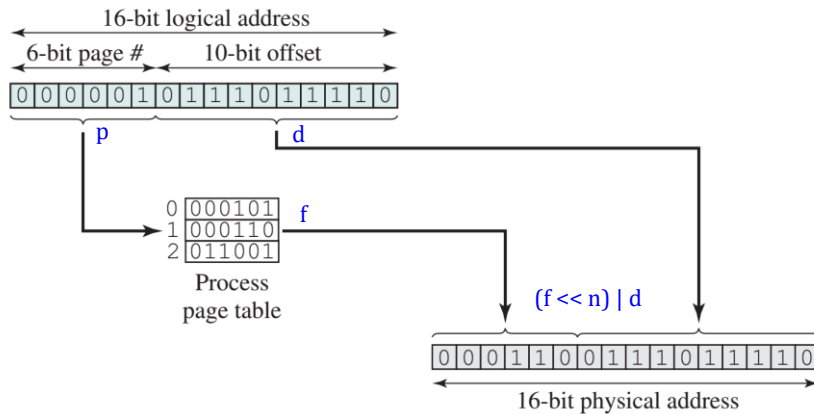 16-bit logical address
6-bit page # 10-bit offset
0 0 0 0 0 1 0 1 1 1 0 1 1 1 1 0
p d
0 000101 f
1 000110
2 011001
Process
page table
(f << n) | d
0 0 0 1 1 0 0 1 1 1 0 1 1 1 1 0
16-bit physical address